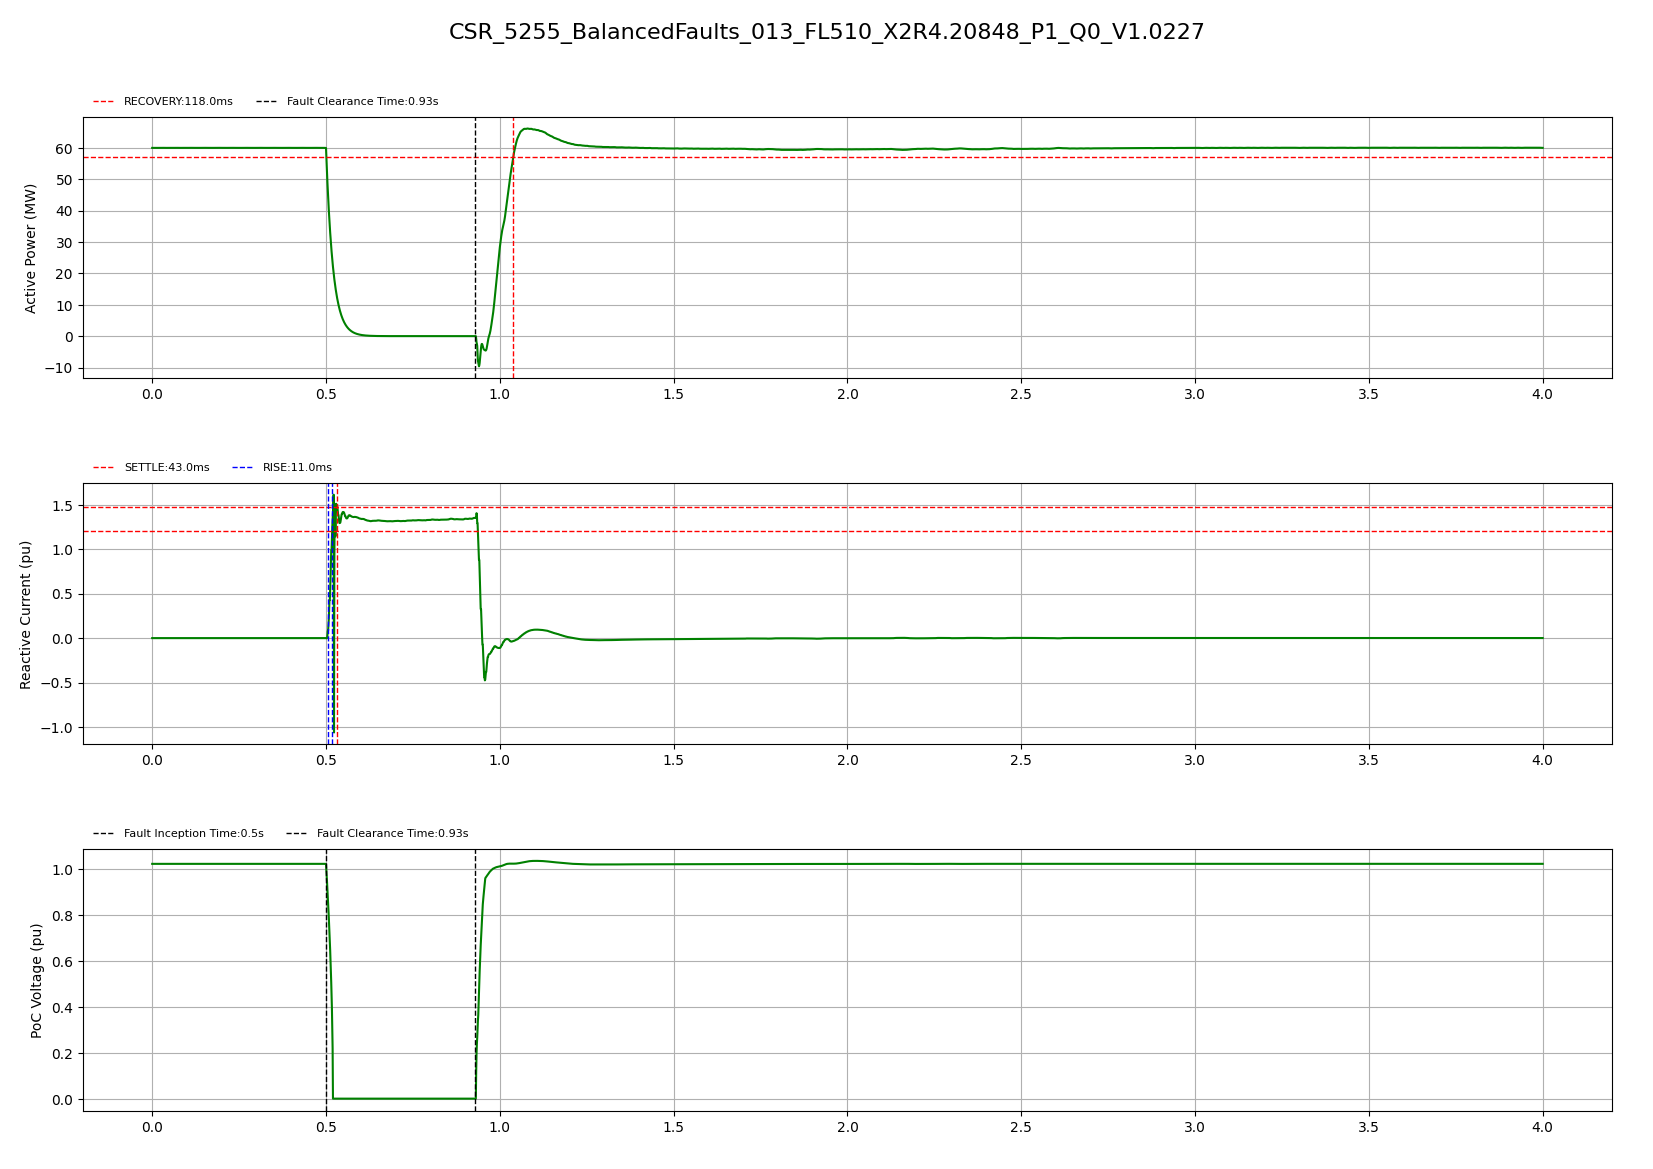 CSR_5255_BalancedFaults_013_FL510_X2R4.20848_P1_Q0_V1.0227
RECOVERY:118.0ms Fault Clearance Time:0.93s
Active Power (MW)
60
50
40
30
20
10
0
−10
0.0 0.5 1.0 1.5 2.0 2.5 3.0 3.5 4.0
SETTLE:43.0ms RISE:11.0ms
Reactive Current (pu)
1.5
1.0
0.5
0.0
−0.5
−1.0
0.0 0.5 1.0 1.5 2.0 2.5 3.0 3.5 4.0
Fault Inception Time:0.5s Fault Clearance Time:0.93s
PoC Voltage (pu)
1.0
0.8
0.6
0.4
0.2
0.0
0.0 0.5 1.0 1.5 2.0 2.5 3.0 3.5 4.0